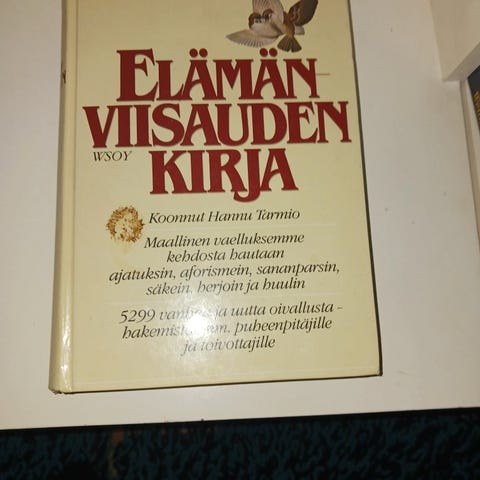 ELÄMÄN-
VIISAUDEN
WSOY
KIRJA
Koonnut Hannu Tarmio
Maallinen vaelluksemme
kehdosta hautaan
ajatuksin, aforismein, sananparsin,
säkein, herjoin ja huulin
5299 ja uutta oivallusta -
puheenpitäjille
ja toivottajille